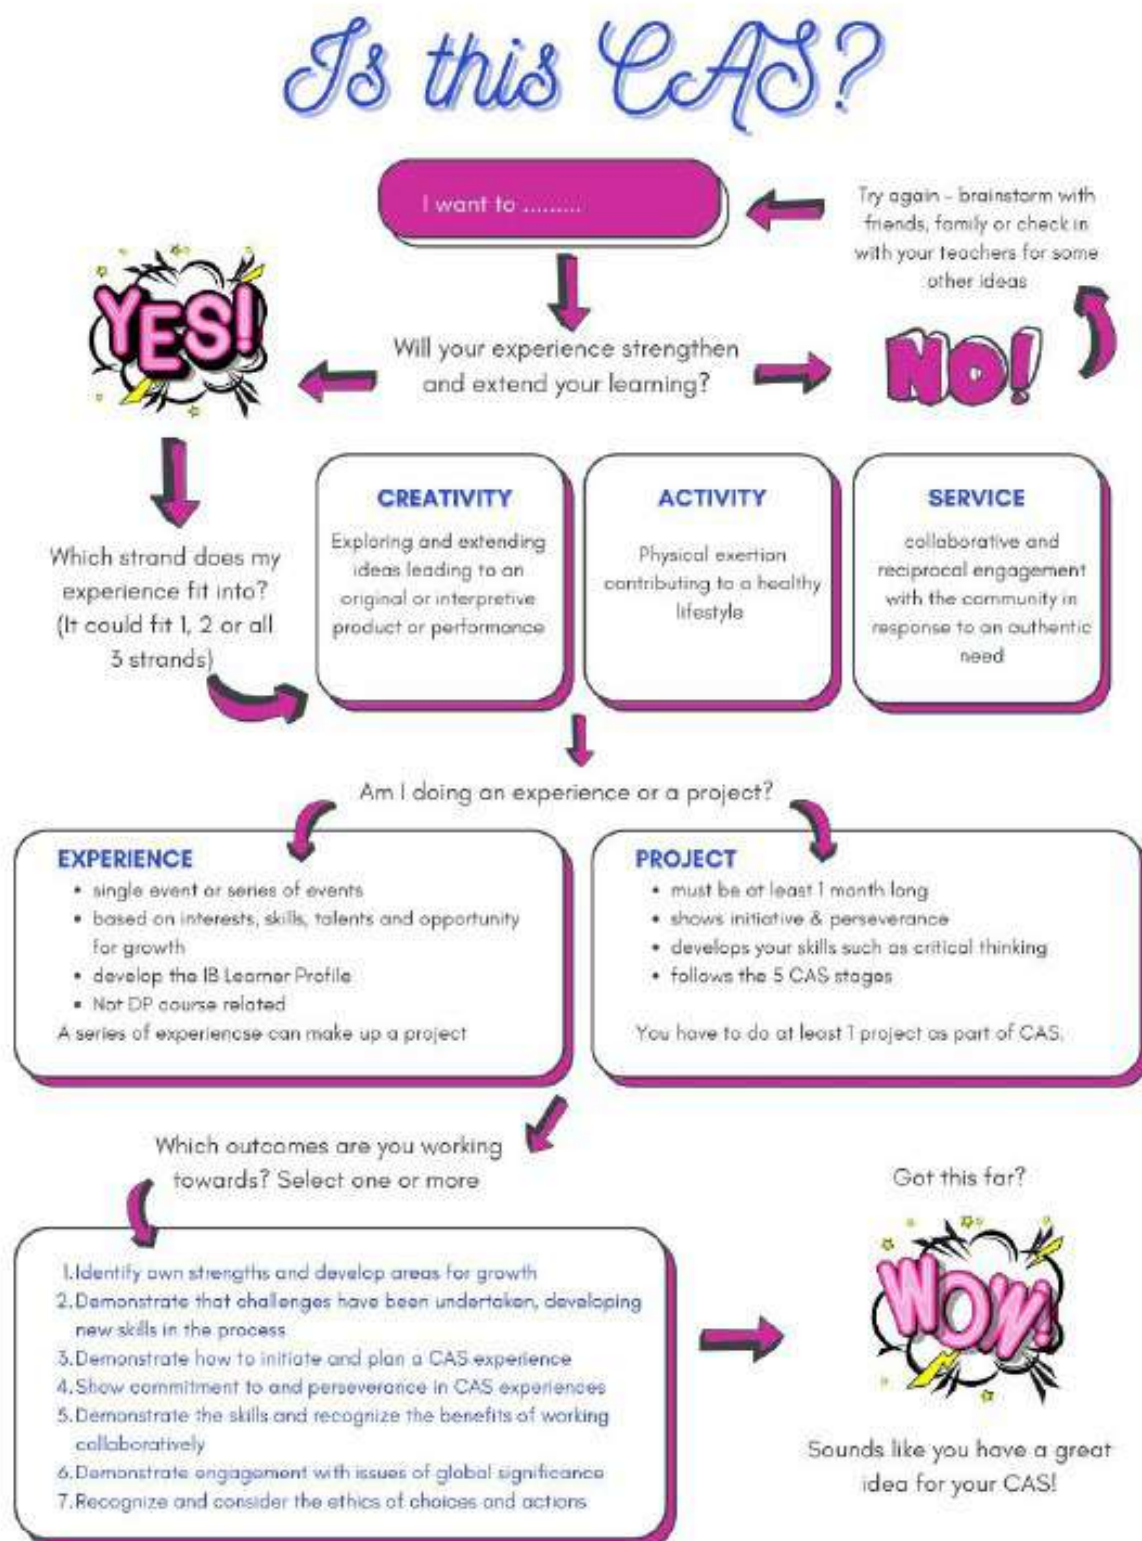 Is this CAS?
I want to .........
Try again - brainstorm with
friends, family or check in
with your teachers for some
other ideas
YES!
Will your experience strengthen
and extend your learning?
NO!
Which strand does my
experience fit into?
(It could fit 1, 2 or all
3 strands)
CREATIVITY
Exploring and extending
ideas leading to an
original or interpretive
product or performance
ACTIVITY
Physical exertion
contributing to a healthy
lifestyle
SERVICE
collaborative and
reciprocal engagement
with the community in
response to an authentic
need
Am I doing an experience or a project?
EXPERIENCE
• single event or series of events
• based on interests, skills, talents and opportunity
for growth
• develop the IB Learner Profile
• Not DP course related
A series of experiencse can make up a project
PROJECT
• must be at least 1 month long
• shows initiative & perseverance
• develops your skills such as critical thinking
• follows the 5 CAS stages
You have to do at least 1 project as part of CAS.
Which outcomes are you working
towards? Select one or more
1. Identify own strengths and develop areas for growth
2. Demonstrate that challenges have been undertaken, developing
new skills in the process
3. Demonstrate how to initiate and plan a CAS experience
4. Show commitment to and perseverance in CAS experiences
5. Demonstrate the skills and recognize the benefits of working
collaboratively
6. Demonstrate engagement with issues of global significance
7. Recognize and consider the ethics of choices and actions
Got this far?
WOW!
Sounds like you have a great
idea for your CAS!